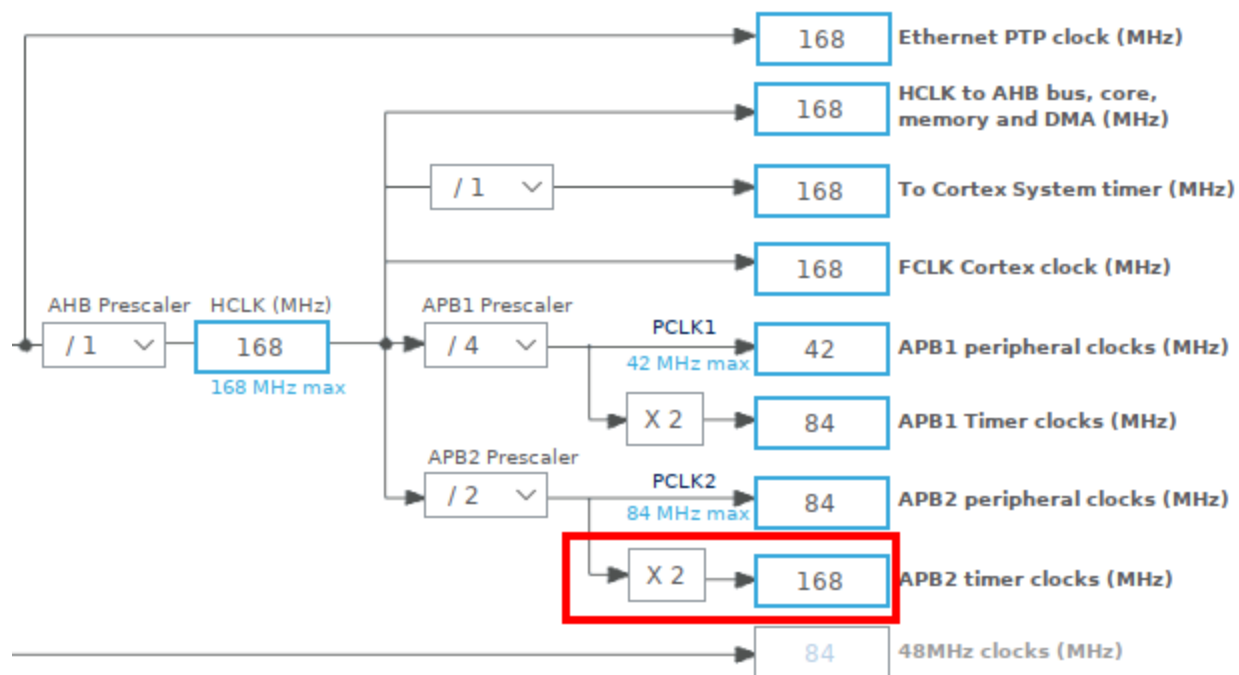 168 Ethernet PTP clock (MHz)
HCLK to AHB bus, core,
168
memory and DMA (MHz)
/ 1
168 To Cortex System timer (MHz)
168 FCLK Cortex clock (MHz)
AHB Prescaler HCLK (MHz) APB1 Prescaler
PCLK1
/ 1 168 / 4 42 APB1 peripheral clocks (MHz)
42 MHz max
168 MHz max
X 2 84 APB1 Timer clocks (MHz)
APB2 Prescaler
PCLK2
/ 2 84 APB2 peripheral clocks (MHz)
84 MHz max
X 2 168 APB2 timer clocks (MHz)
84 48MHz clocks (MHz)